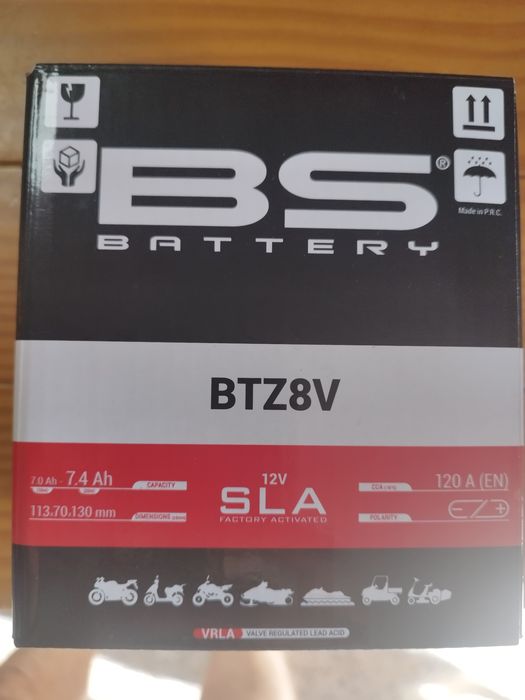 BS®
BATTERY
Made in P.R.C.
BTZ8V
7.0 Ah - 7.4 Ah CAPACITY
113.70.130 mm DIMENSIONS
12V
SLA
FACTORY ACTIVATED
120 A (EN)
POLARITY - / +
VRLA VALVE REGULATED LEAD ACID